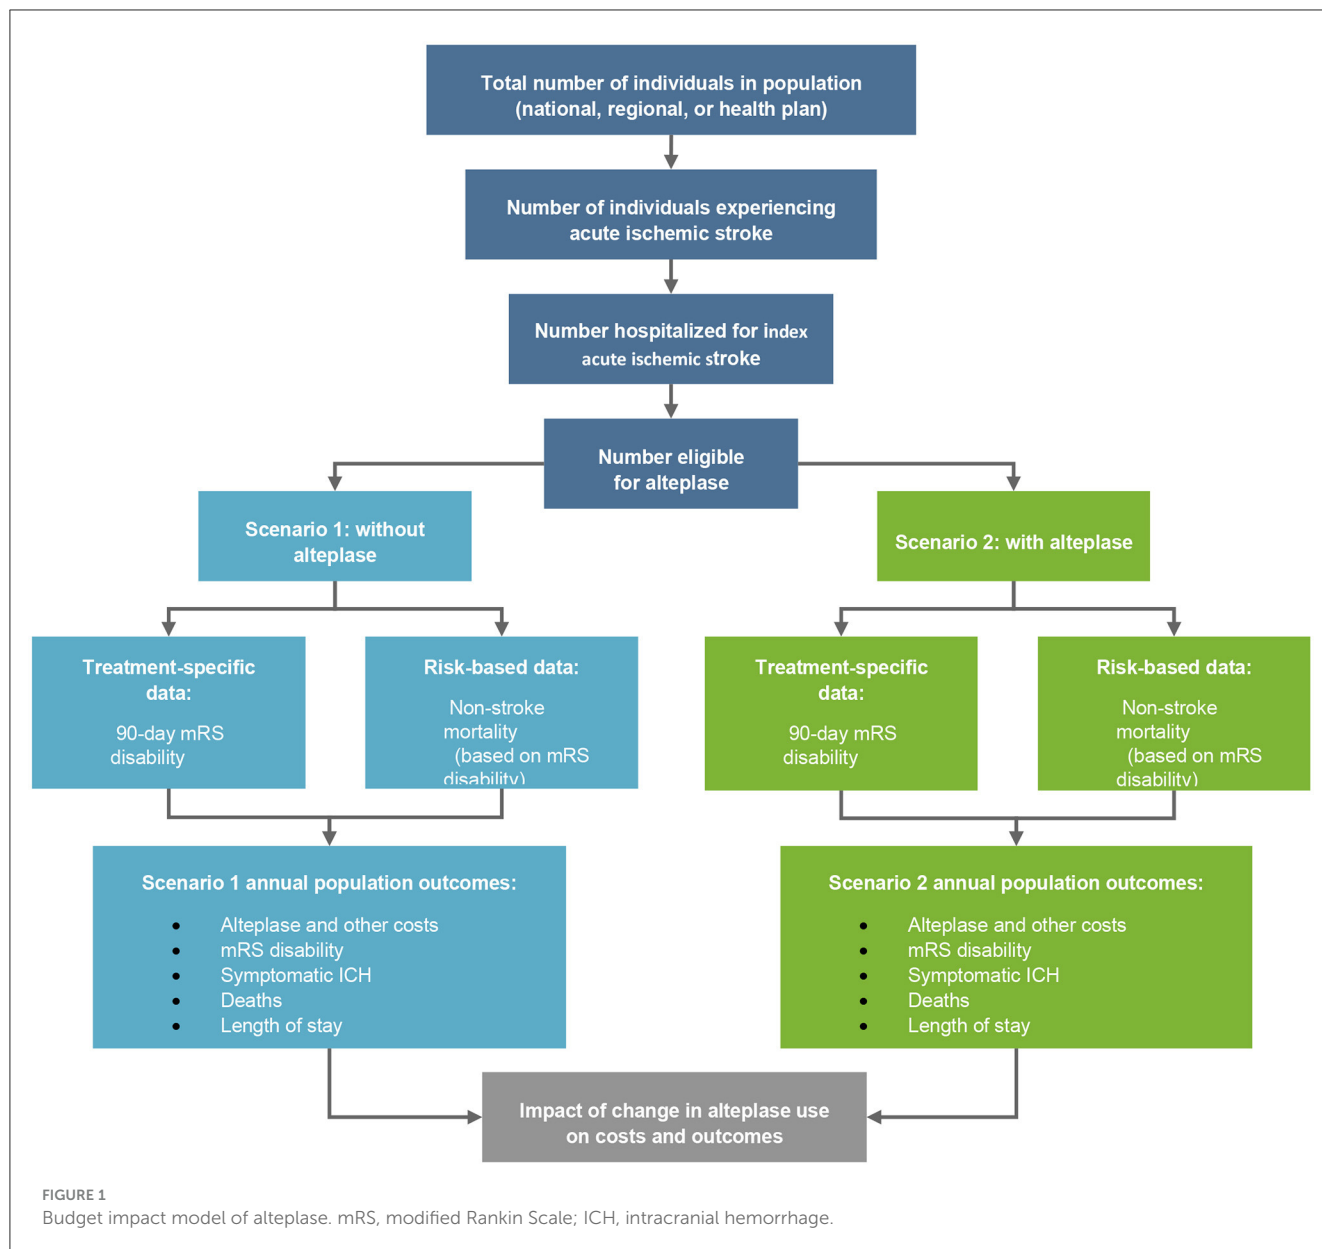 Total number of individuals in population
(national, regional, or health plan)
Number of individuals experiencing
acute ischemic stroke
Number hospitalized for index
acute ischemic stroke
Number eligible
for alteplase
Scenario 1: without
alteplase
Scenario 2: with alteplase
Treatment-specific
data:
90-day mRS
disability
Risk-based data:
Non-stroke
mortality
(based on mRS
disability)
Treatment-specific
data:
90-day mRS
disability
Risk-based data:
Non-stroke
mortality
(based on mRS
disability)
Scenario 1 annual population outcomes:
• Alteplase and other costs
• mRS disability
• Symptomatic ICH
• Deaths
• Length of stay
Scenario 2 annual population outcomes:
• Alteplase and other costs
• mRS disability
• Symptomatic ICH
• Deaths
• Length of stay
Impact of change in alteplase use
on costs and outcomes
FIGURE 1
Budget impact model of alteplase. mRS, modified Rankin Scale; ICH, intracranial hemorrhage.